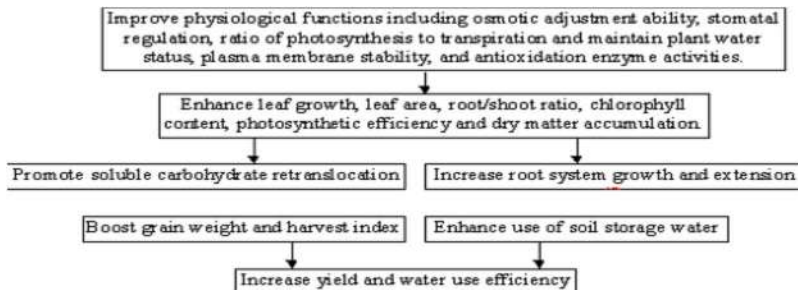 Improve physiological functions including osmotic adjustment ability, stomatal
regulation, ratio of photosynthesis to transpiration and maintain plant water
status, plasma membrane stability, and antioxidation enzyme activities.
Enhance leaf growth, leaf area, root/shoot ratio, chlorophyll
content, photosynthetic efficiency and dry matter accumulation
Promote soluble carbohydrate retranslocation
Increase root system growth and extension
Boost grain weight and harvest index
Enhance use of soil storage water
Increase yield and water use efficiency